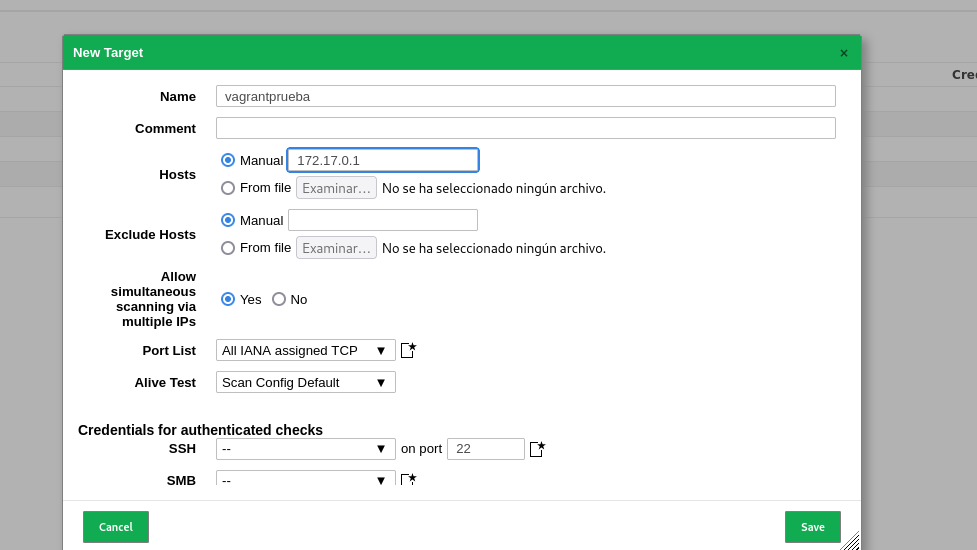 New Target
×
Cre
Name vagrantprueba
Comment
Hosts
Manual 172.17.0.1
From file Examinar... No se ha seleccionado ningún archivo.
Exclude Hosts
Manual
From file Examinar... No se ha seleccionado ningún archivo.
Allow
simultaneous
scanning via
multiple IPs
Yes No
Port List All IANA assigned TCP ▼
Alive Test Scan Config Default ▼
Credentials for authenticated checks
SSH -- ▼ on port 22
SMB -- ▼
Cancel Save